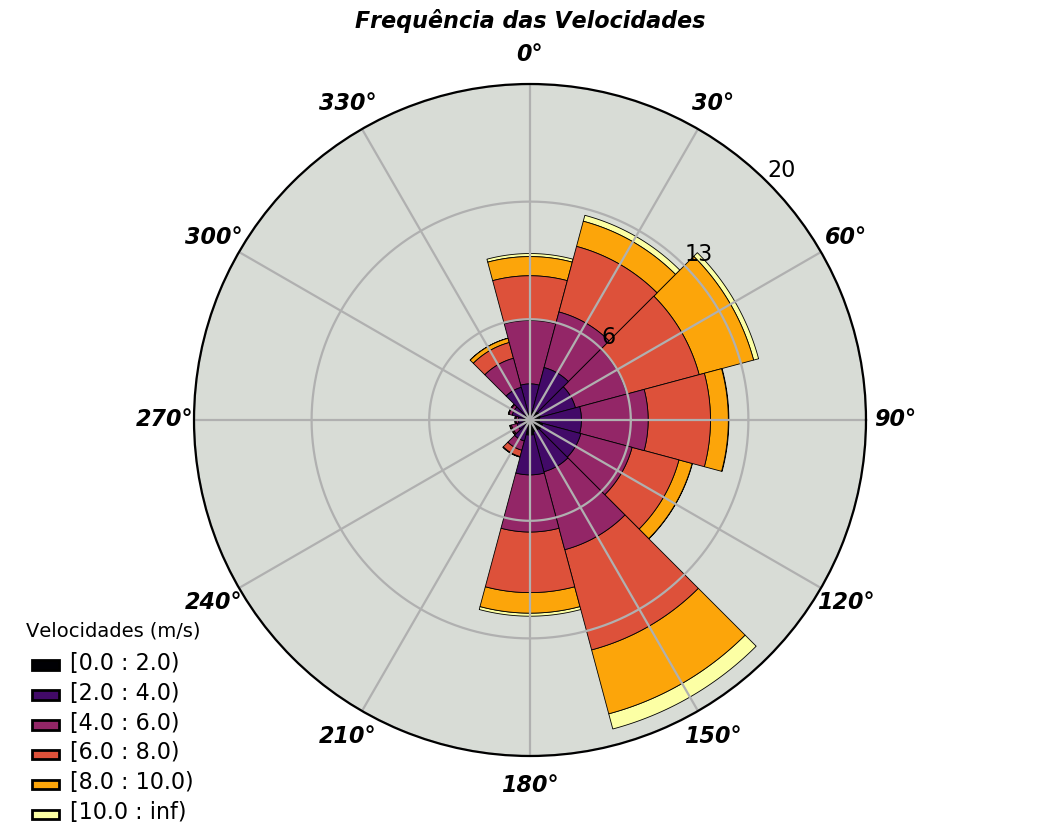 Frequência das Velocidades
0°
330°
30°
20
300°
60°
13
6
270°
90°
240°
120°
210°
150°
180°
Velocidades (m/s)
[0.0 : 2.0)
[2.0 : 4.0)
[4.0 : 6.0)
[6.0 : 8.0)
[8.0 : 10.0)
[10.0 : inf)